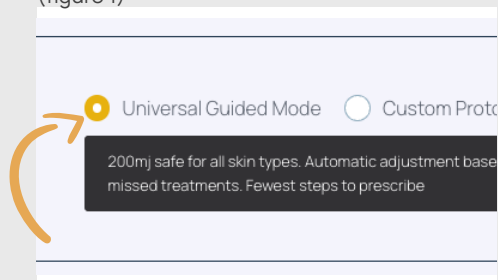 (figure 1)
Universal Guided Mode Custom
200mj safe for all skin types. Automatic adjustment
missed treatments. Fewest steps to prescribe